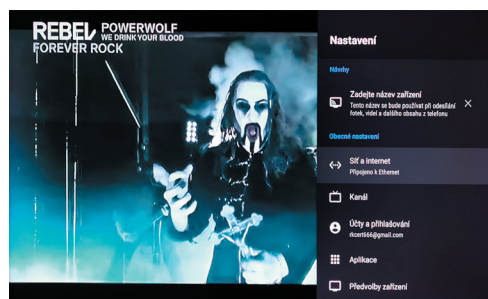 REBEL POWERWOLF
WE DRINK YOUR BLOOD
FOREVER ROCK
Nastavení
Návrhy
Zadejte název zařízení
Tento název se bude používat při odesílání
fotek, videí a dalšího obsahu z telefonu
Obecné nastavení
Síť a internet
Připojeno k Ethernet
Kanál
Účty a přihlašování
rkcert666@gmail.com
Aplikace
Předvolby zařízení